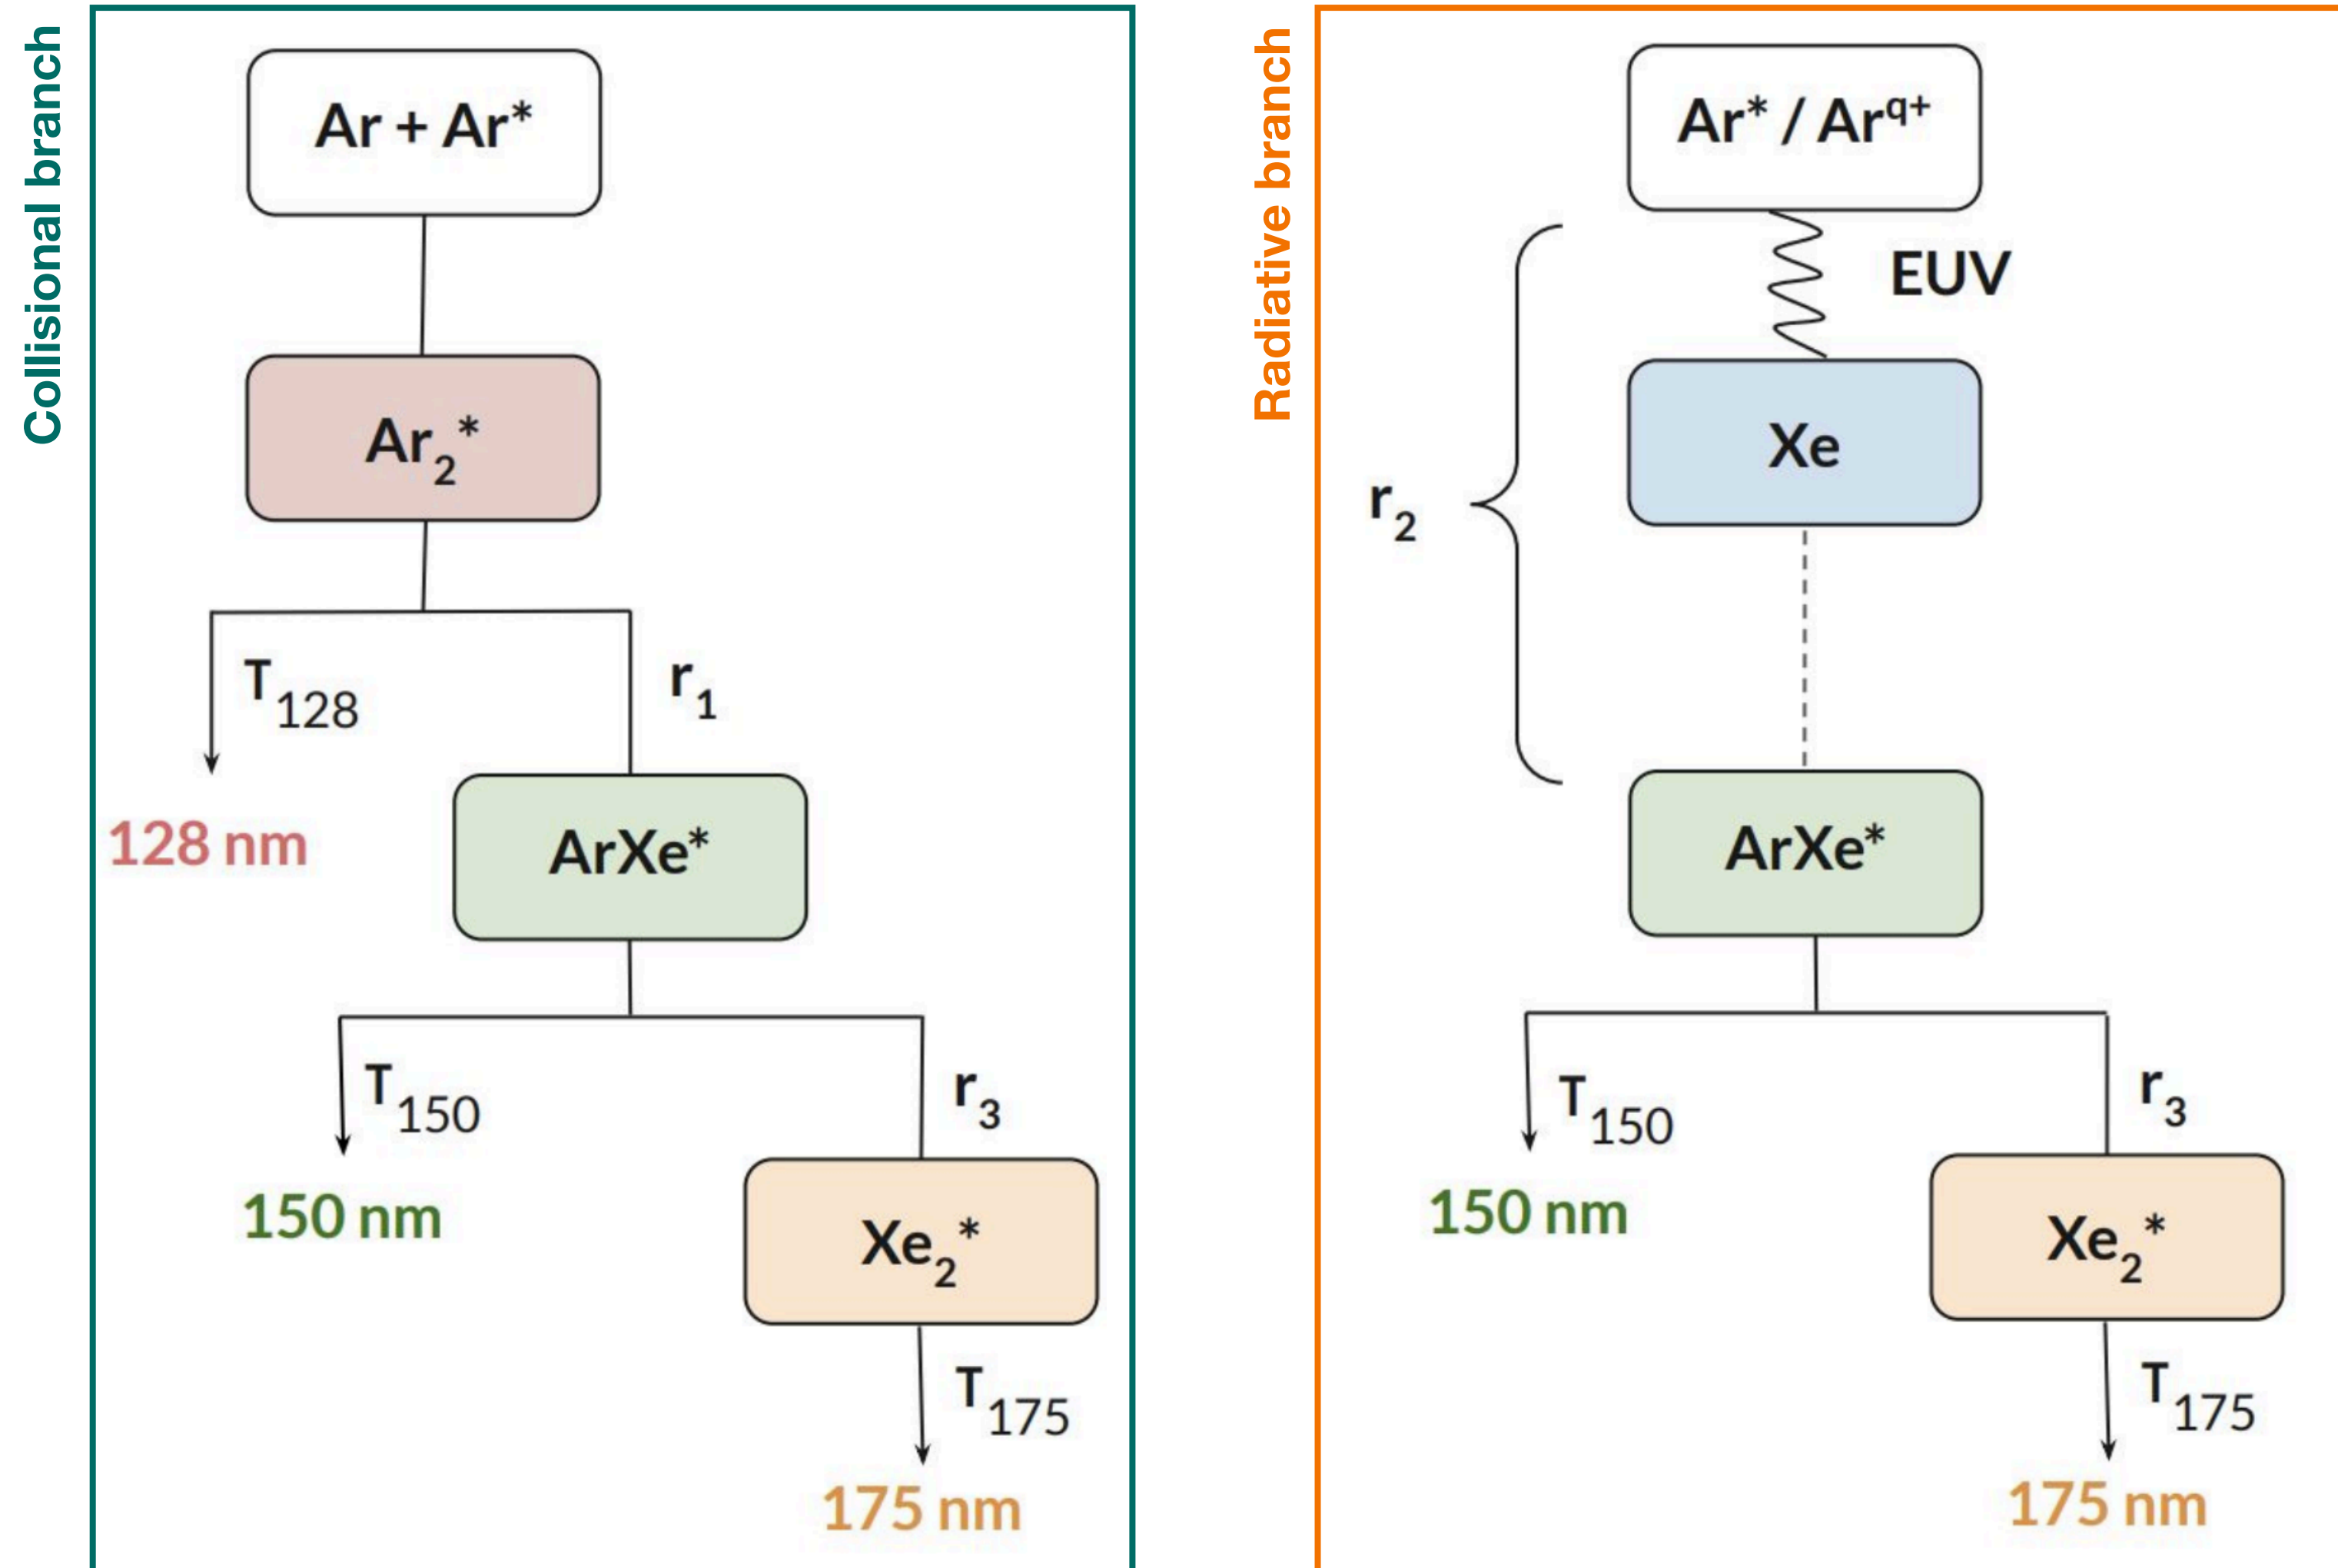 Collisional branch
Ar + Ar*
Ar₂*
T₁₂₈
r₁
128 nm
ArXe*
T₁₅₀
r₃
150 nm
Xe₂*
T₁₇₅
175 nm
Radiative branch
Ar* / Ar^q+
EUV
Xe
r₂
ArXe*
T₁₅₀
r₃
150 nm
Xe₂*
T₁₇₅
175 nm